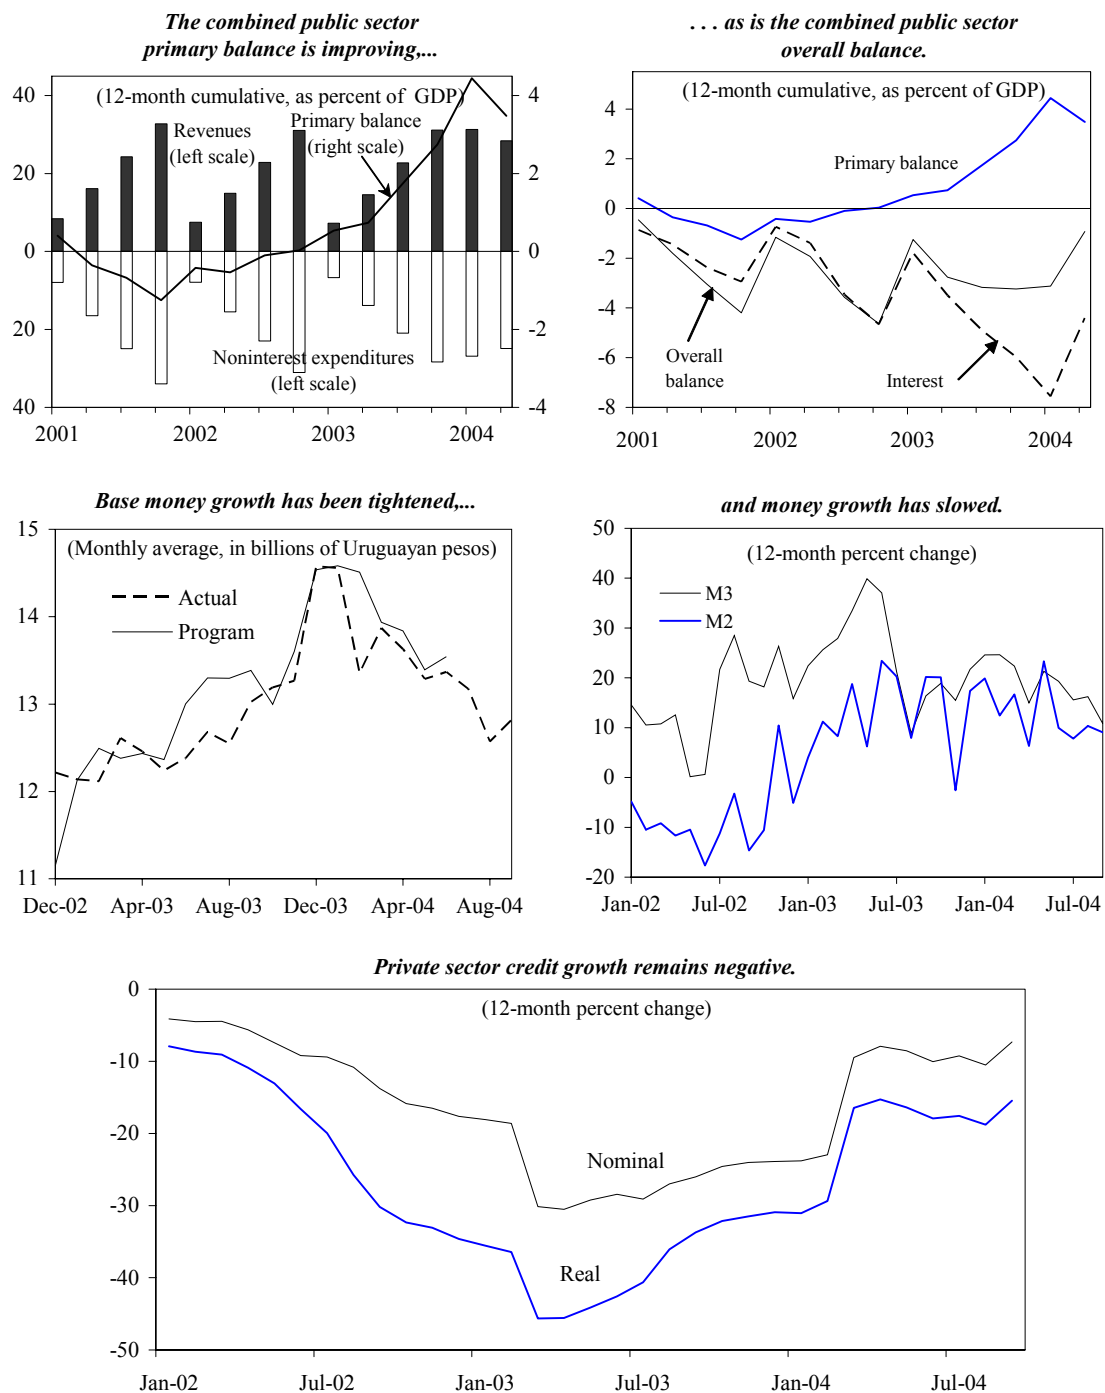 The combined public sector
primary balance is improving,...
(12-month cumulative, as percent of GDP)
Revenues
(left scale)
Primary balance
(right scale)
Noninterest expenditures
(left scale)
40
20
0
20
40
4
2
0
-2
-4
2001
2002
2003
2004
. . . as is the combined public sector
overall balance.
(12-month cumulative, as percent of GDP)
Primary balance
Overall
balance
Interest
4
2
0
-2
-4
-6
-8
2001
2002
2003
2004
Base money growth has been tightened,...
(Monthly average, in billions of Uruguayan pesos)
Actual
Program
15
14
13
12
11
Dec-02
Apr-03
Aug-03
Dec-03
Apr-04
Aug-04
and money growth has slowed.
(12-month percent change)
M3
M2
50
40
30
20
10
0
-10
-20
Jan-02
Jul-02
Jan-03
Jul-03
Jan-04
Jul-04
Private sector credit growth remains negative.
(12-month percent change)
Nominal
Real
0
-10
-20
-30
-40
-50
Jan-02
Jul-02
Jan-03
Jul-03
Jan-04
Jul-04